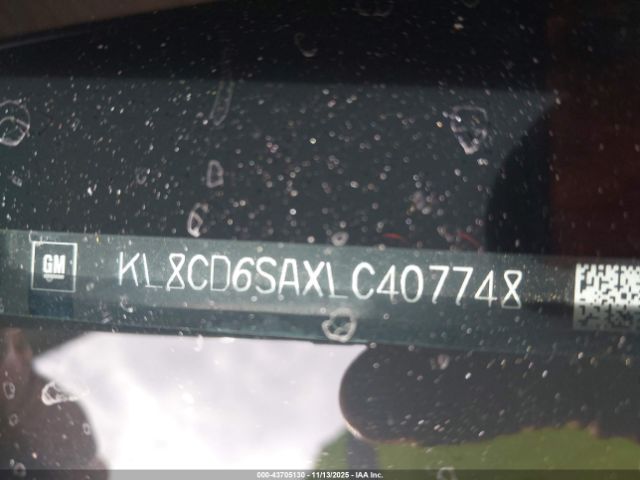 GM KL8CD6SAXLC407748
000-43705130 - 11/13/2025 - IAA Inc.